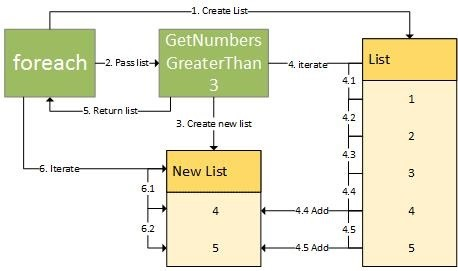 1. Create List
foreach
2. Pass list
GetNumbers
GreaterThan
3
4. iterate
List
4.1
1
5. Return list
4.2
3. Create new list
2
4.3
6. Iterate
New List
3
6.1
4.4
4
4.4 Add
4
6.2
4.5
5
4.5 Add
5